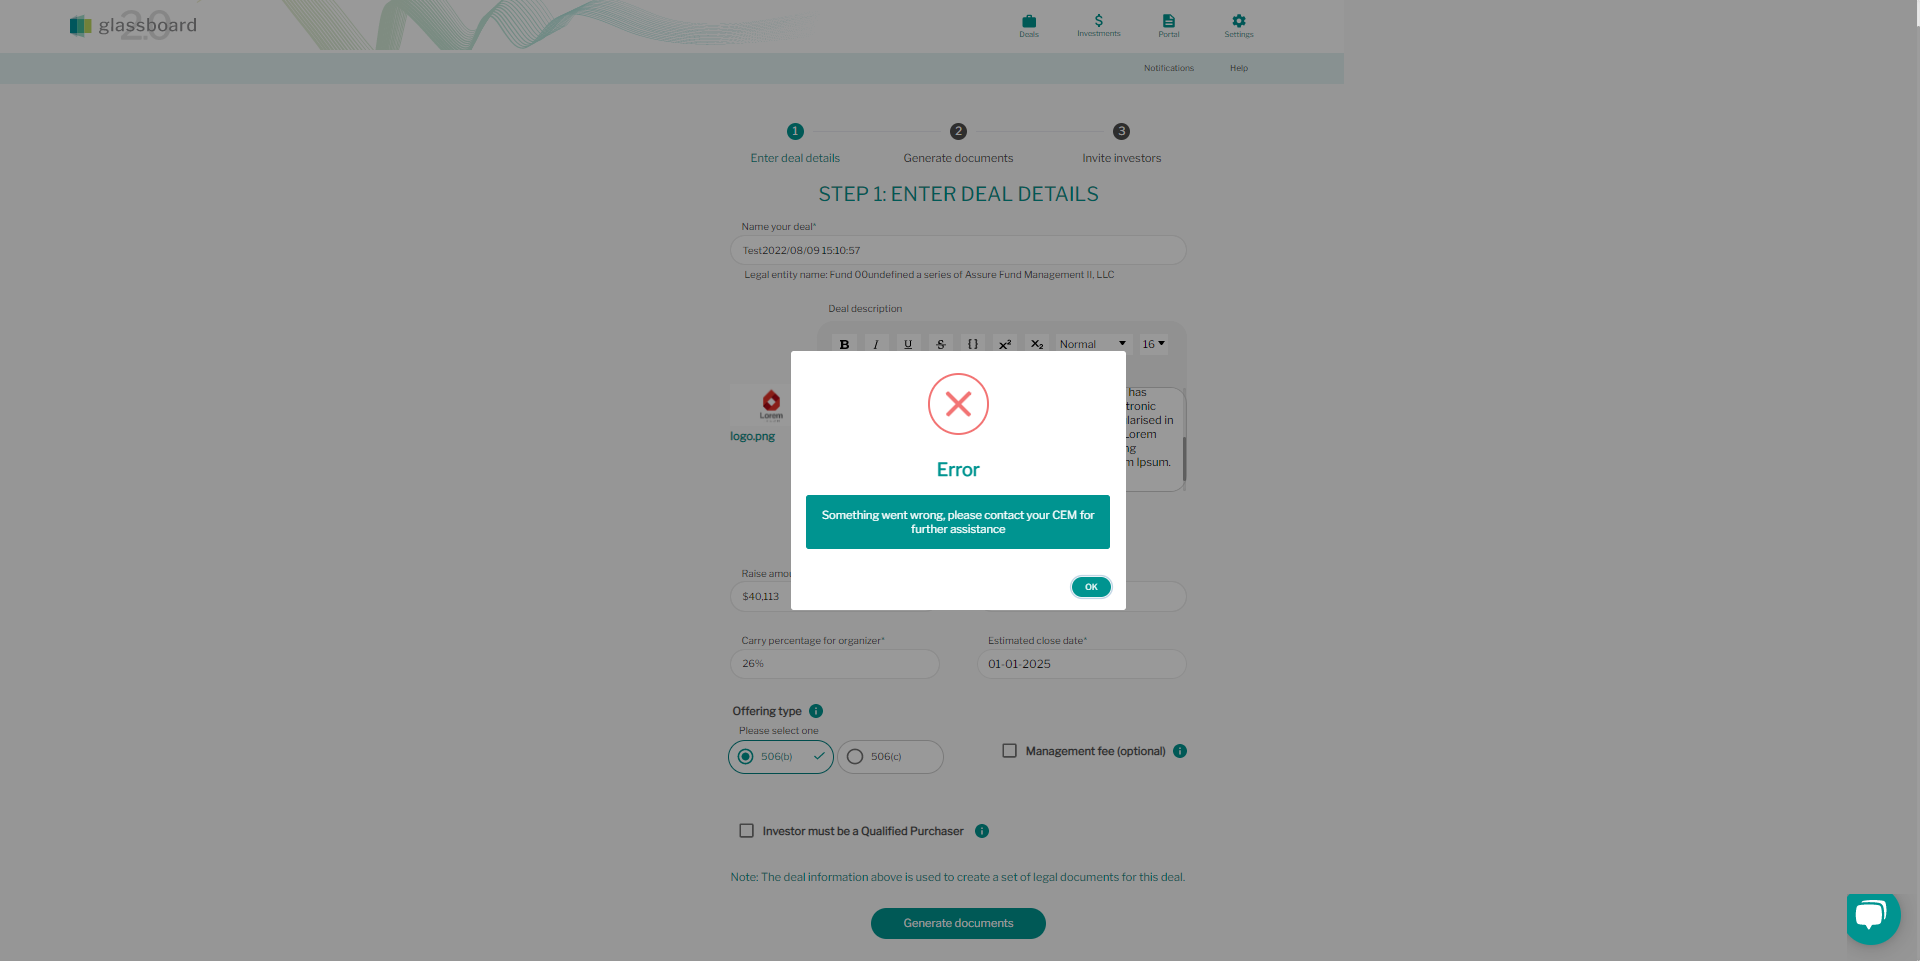 glassboard
2.0
Deals
Investments
Portal
Settings
Notifications
Help
1
2
3
Enter deal details
Generate documents
Invite investors
STEP 1: ENTER DEAL DETAILS
Name your deal*
Test2022/08/09 15:10:57
Legal entity name: Fund 00undefined a series of Assure Fund Management II, LLC
Deal description
B I U S {} x² x₂ Normal 16
has
tronic
larised in
Lorem
ng
m Ipsum.
Lorem
logo.png
Error
Something went wrong, please contact your CEM for
further assistance
OK
Raise amou
$40,113
Carry percentage for organizer*
26%
Estimated close date*
01-01-2025
Offering type
Please select one
506(b)
506(c)
Management fee (optional)
Investor must be a Qualified Purchaser
Note: The deal information above is used to create a set of legal documents for this deal.
Generate documents